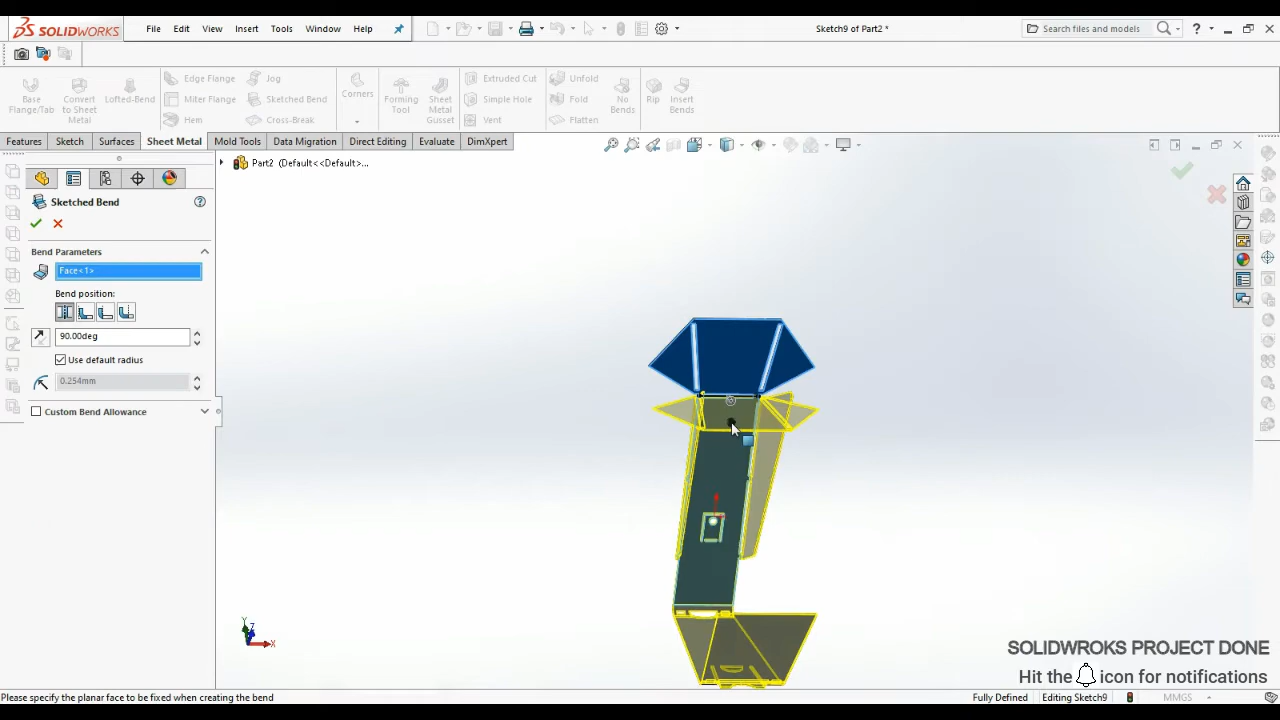 SOLIDWORKS File Edit View Insert Tools Window Help Sketch9 of Part2 * Search files and models
Base Flange/Tab
Convert to Sheet Metal
Lofted-Bend
Edge Flange
Miter Flange
Hem
Jog
Sketched Bend
Cross-Break
Corners
Forming Tool
Sheet Metal Gusset
Extruded Cut
Simple Hole
Vent
Unfold
Fold
Flatten
No Bends
Rip
Insert Bends
Features Sketch Surfaces Sheet Metal Mold Tools Data Migration Direct Editing Evaluate DimXpert
Part2 (Default<<Default>...
Sketched Bend
Bend Parameters
Face<1>
Bend position:
90.00deg
Use default radius
0.254mm
Custom Bend Allowance
Y Z X
SOLIDWROKS PROJECT DONE
Hit the icon for notifications
Please specify the planar face to be fixed when creating the bend Fully Defined Editing Sketch9 MMGS